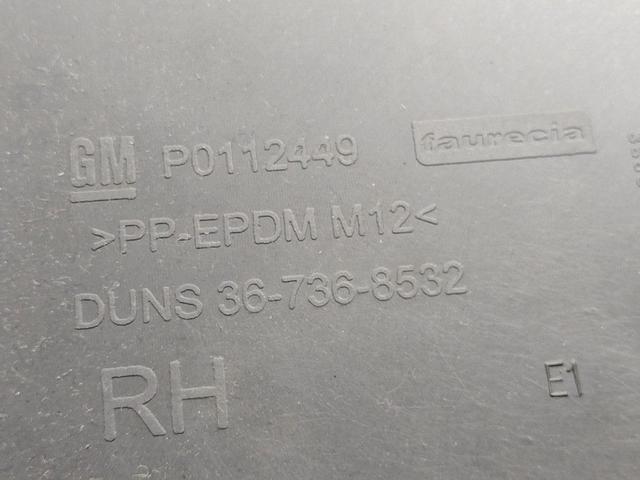 GM P0112449 faurecia
>PP-EPDM M12<
DUNS 36-736-8532
RH
E1